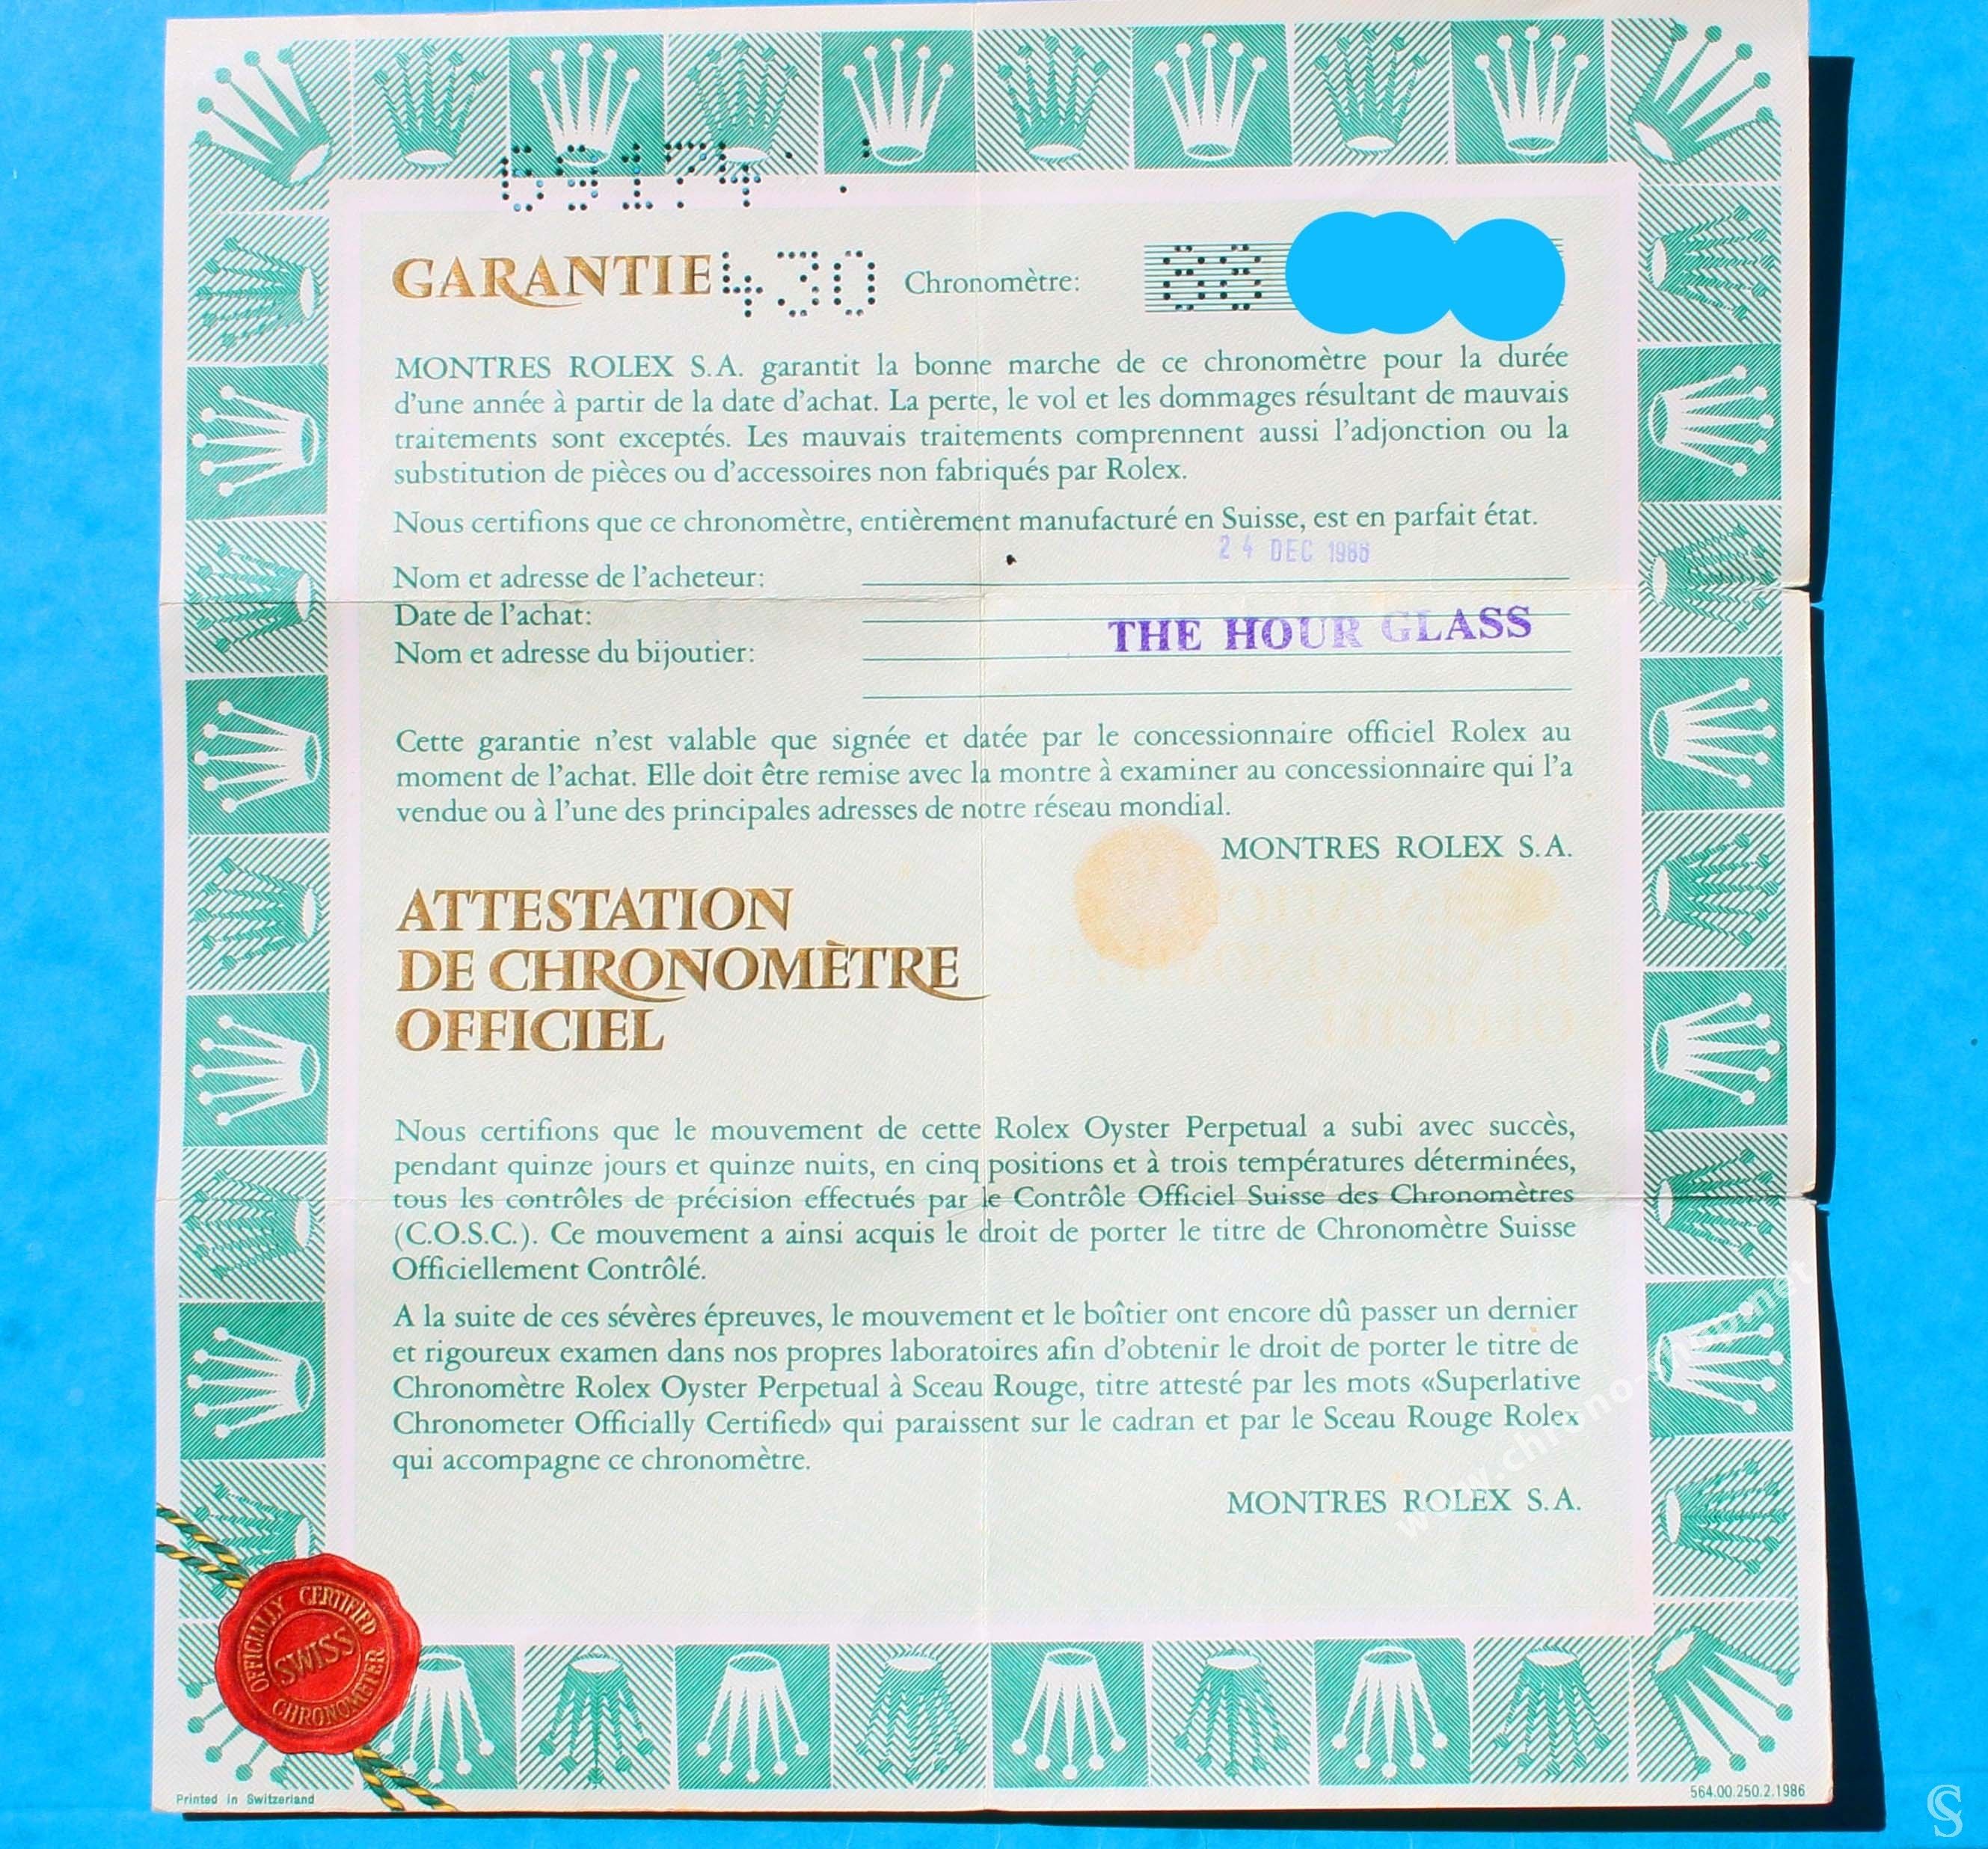 69174
GARANTIE 430 Chronomètre: 88
MONTRES ROLEX S.A. garantit la bonne marche de ce chronomètre pour la durée
d'une année à partir de la date d'achat. La perte, le vol et les dommages résultant de mauvais
traitements sont exceptés. Les mauvais traitements comprennent aussi l'adjonction ou la
substitution de pièces ou d'accessoires non fabriqués par Rolex.
Nous certifions que ce chronomètre, entièrement manufacturé en Suisse, est en parfait état.
24 DEC 1986
Nom et adresse de l'acheteur:
Date de l'achat:
THE HOUR GLASS
Nom et adresse du bijoutier:
Cette garantie n'est valable que signée et datée par le concessionnaire officiel Rolex au
moment de l'achat. Elle doit être remise avec la montre à examiner au concessionnaire qui l'a
vendue ou à l'une des principales adresses de notre réseau mondial.
MONTRES ROLEX S.A.
ATTESTATION
DE CHRONOMÈTRE
OFFICIEL
Nous certifions que le mouvement de cette Rolex Oyster Perpetual a subi avec succès,
pendant quinze jours et quinze nuits, en cinq positions et à trois températures déterminées,
tous les contrôles de précision effectués par le Contrôle Officiel Suisse des Chronomètres
(C.O.S.C.). Ce mouvement a ainsi acquis le droit de porter le titre de Chronomètre Suisse
Officiellement Contrôlé.
A la suite de ces sévères épreuves, le mouvement et le boîtier ont encore dû passer un dernier
et rigoureux examen dans nos propres laboratoires afin d'obtenir le droit de porter le titre de
Chronomètre Rolex Oyster Perpetual à Sceau Rouge, titre attesté par les mots «Superlative
Chronometer Officially Certified» qui paraissent sur le cadran et par le Sceau Rouge Rolex
qui accompagne ce chronomètre.
MONTRES ROLEX S.A.
OFFICIALLY CERTIFIED
SWISS
CHRONOMETER
Printed in Switzerland
564.00.250.2.1986